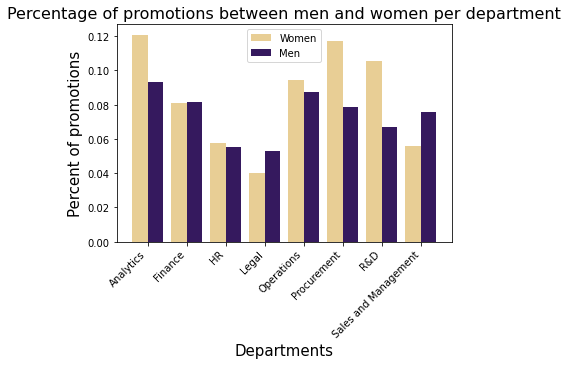 Percentage of promotions between men and women per department
Percent of promotions
0.12
0.10
0.08
0.06
0.04
0.02
0.00
Women
Men
Analytics
Finance
HR
Legal
Operations
Procurement
R&D
Sales and Management
Departments